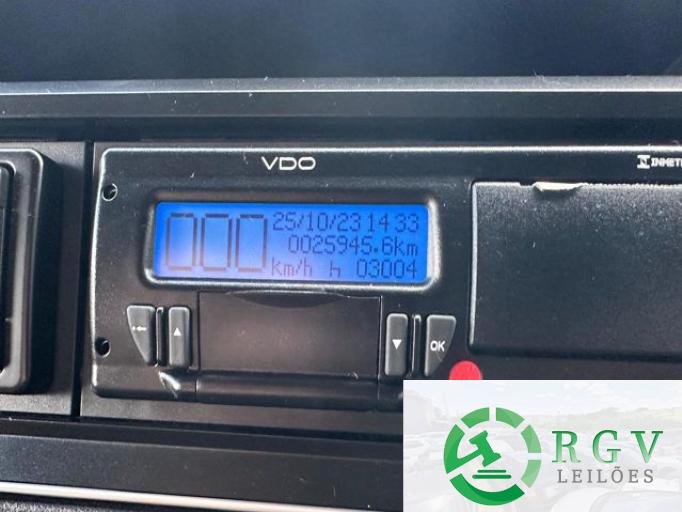 VDO
000 25/10/23 14 33
0025945.6km
km/h h 03004
OK
RGV
LEILÕES